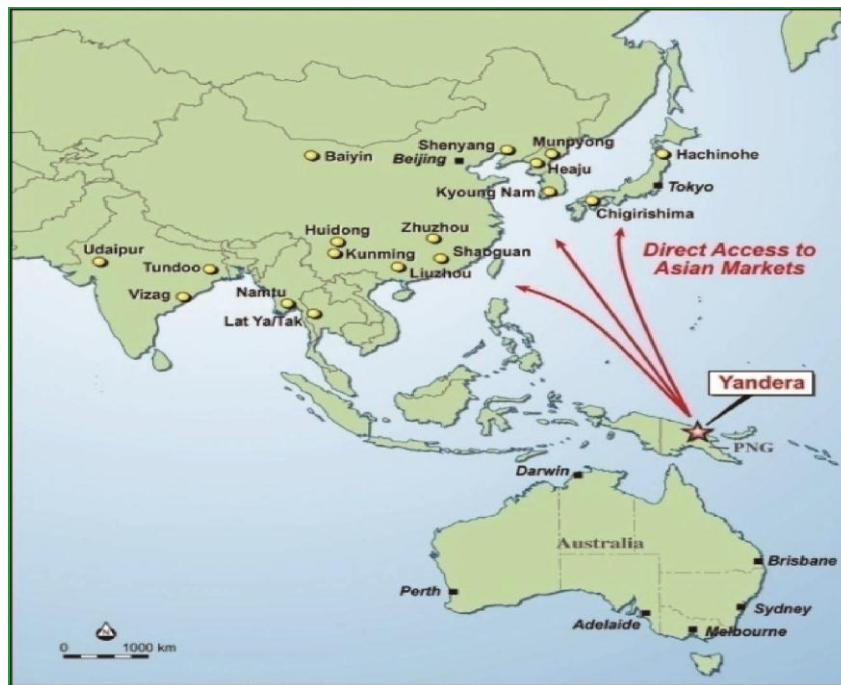 Shenyang
Munpyong
Baiyin
Beijing
Heaju
Hachinohe
Kyoung Nam
Tokyo
Chigirishima
Huidong
Zhuzhou
Udaipur
Kunming
Shaoguan
Direct Access to
Asian Markets
Tundoo
Liuzhou
Vizag
Namtu
Lat Ya/Tak
Yandera
PNG
Darwin
Australia
Brisbane
Perth
Sydney
Adelaide
Melbourne
N
0 1000 km